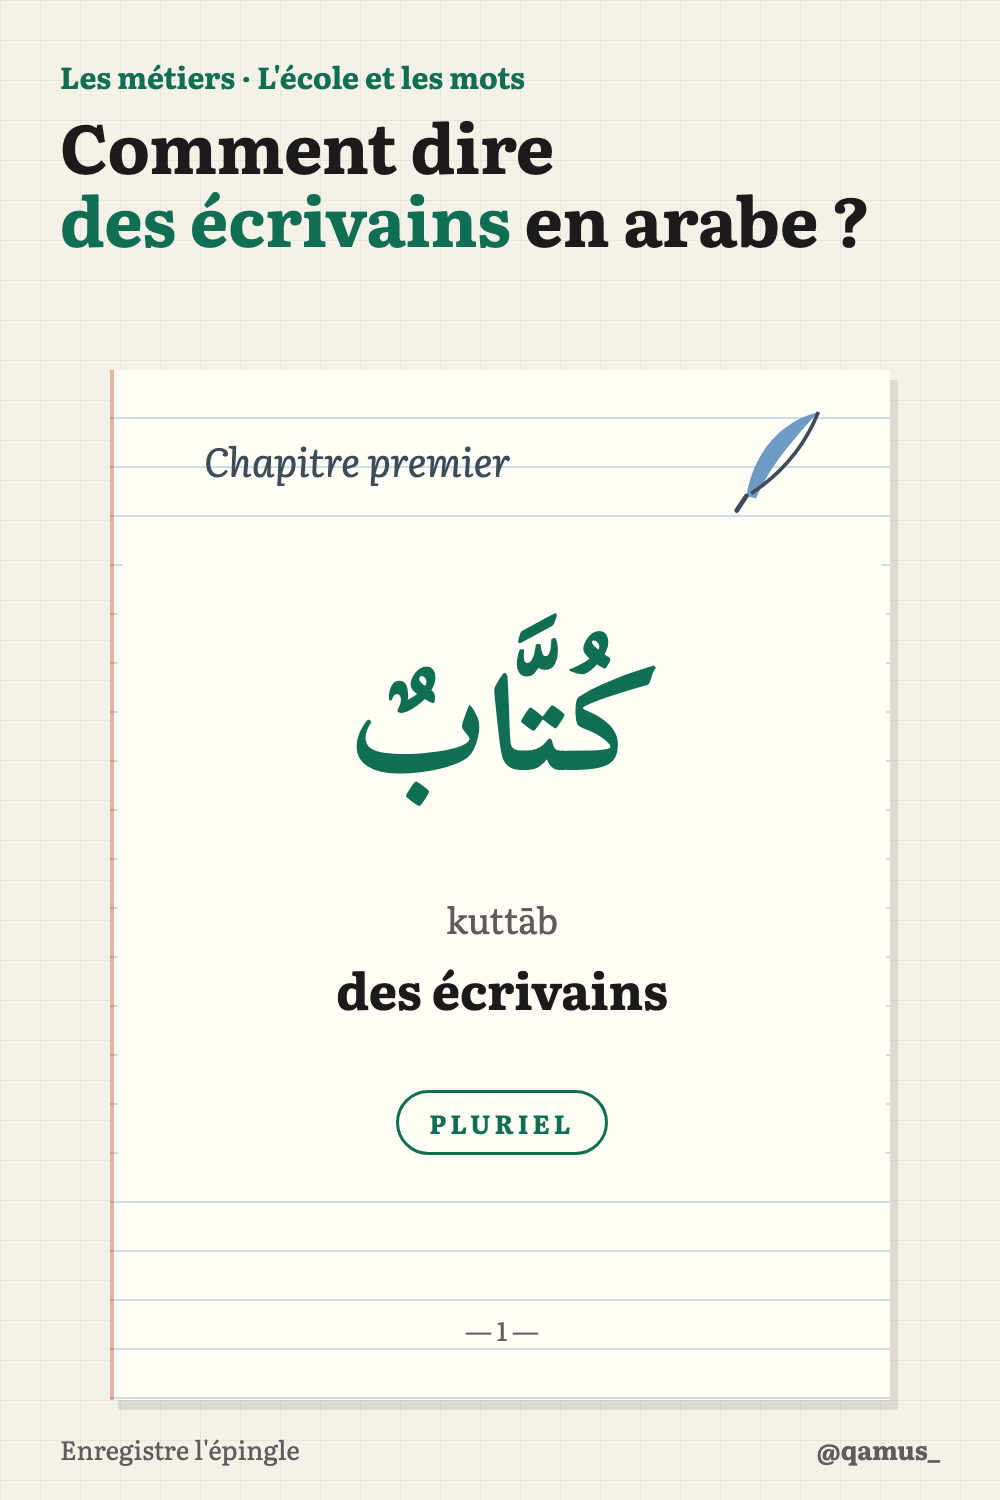 Les métiers · L'école et les mots
Comment dire
des écrivains en arabe ?
Chapitre premier
كُتَّابٌ
kuttāb
des écrivains
PLURIEL
— 1 —
Enregistre l'épingle
@qamus_